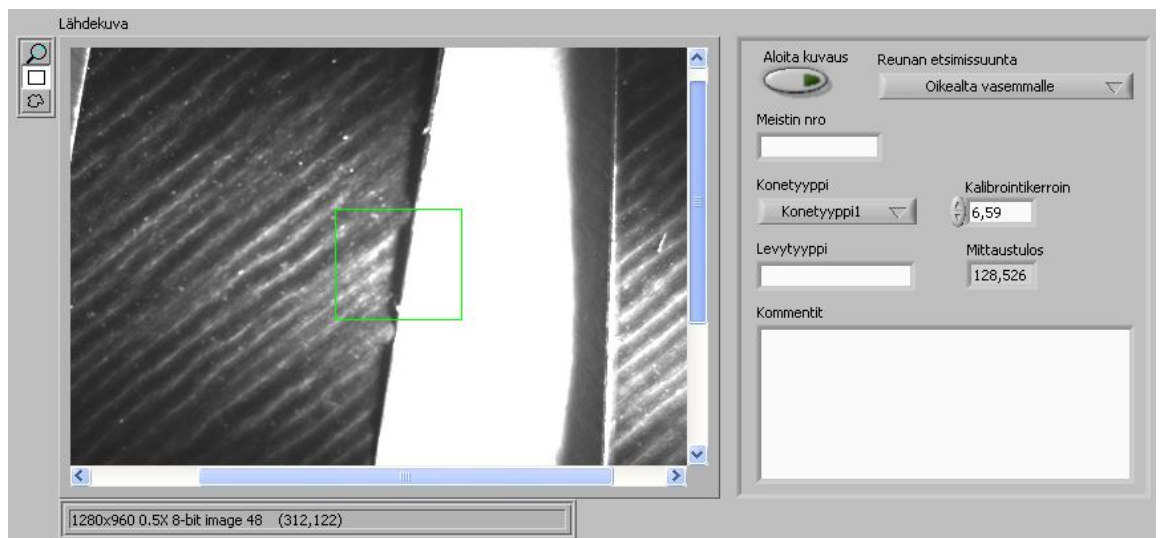 Lähdekuva
Aloita kuvaus
Reunan etsimissuunta
Oikealta vasemmalle
Meistin nro
Konetyyppi
Kalibrointikerroin
Konetyyppi1
6,59
Levytyyppi
Mittaustulos
128,526
Kommentit
1280x960 0.5X 8-bit image 48 (312,122)